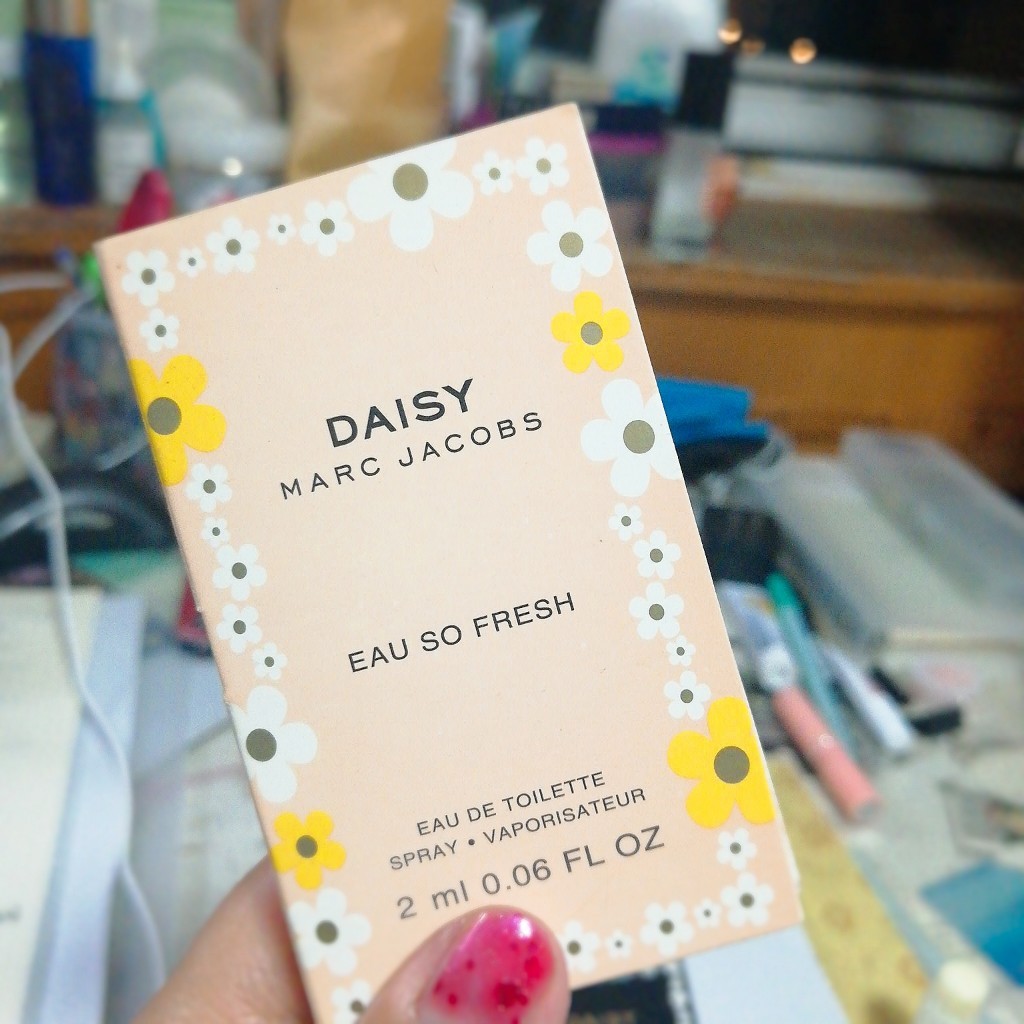 DAISY
MARC JACOBS
EAU SO FRESH
EAU DE TOILETTE
SPRAY • VAPORISATEUR
2 ml 0.06 FL OZ